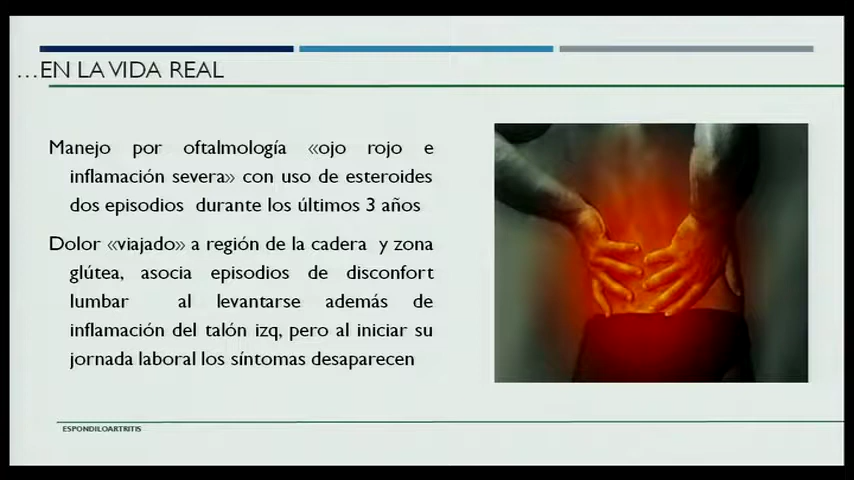 ...EN LA VIDA REAL
Manejo por oftalmología «ojo rojo e
inflamación severa» con uso de esteroides
dos episodios durante los últimos 3 años
Dolor «viajado» a región de la cadera y zona
glútea, asocia episodios de disconfort
lumbar al levantarse además de
inflamación del talón izq, pero al iniciar su
jornada laboral los síntomas desaparecen
ESPONDILOARTRITIS